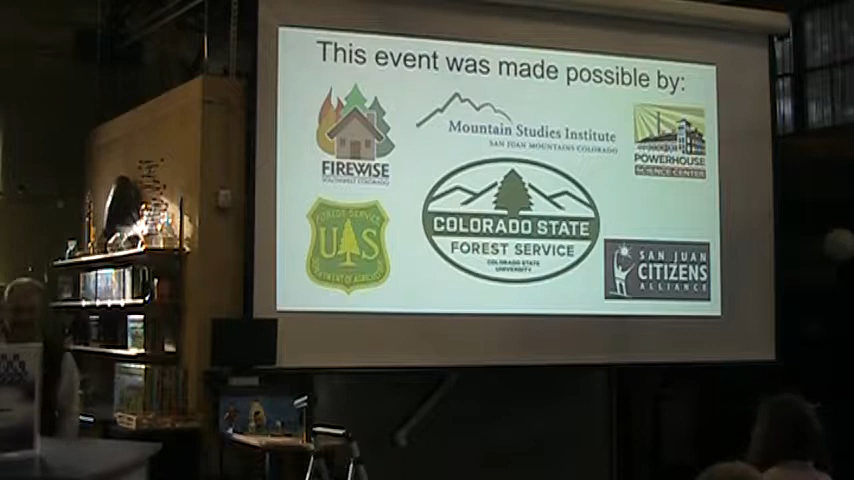 This event was made possible by:
FIREWISE
SOUTHWEST COLORADO
Mountain Studies Institute
SAN JUAN MOUNTAINS COLORADO
POWERHOUSE
SCIENCE CENTER
FOREST SERVICE
U S
DEPARTMENT OF AGRICULTURE
COLORADO STATE
FOREST SERVICE
COLORADO STATE
UNIVERSITY
SAN JUAN
CITIZENS
ALLIANCE